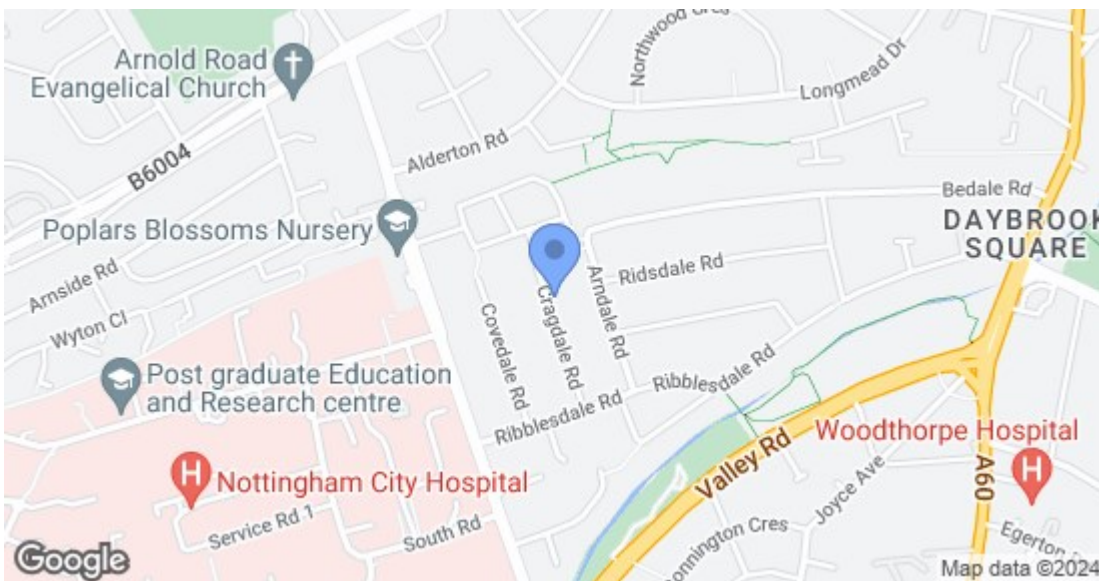 Northwood Cres
Arnold Road
Evangelical Church
Longmead Dr
B6004
Alderton Rd
Bedale Rd
Poplars Blossoms Nursery
DAYBROOK
SQUARE
Arnside Rd
Ridsdale Rd
Cragdale Rd
Arndale Rd
Covedale Rd
Wyton Cl
Post graduate Education
and Research centre
Ribblesdale Rd
Ribblesdale Rd
Valley Rd
Woodthorpe Hospital
H
H
Nottingham City Hospital
Joyce Ave
A60
Service Rd 1
South Rd
onnington Cres
Egerton
Google
Map data ©2024